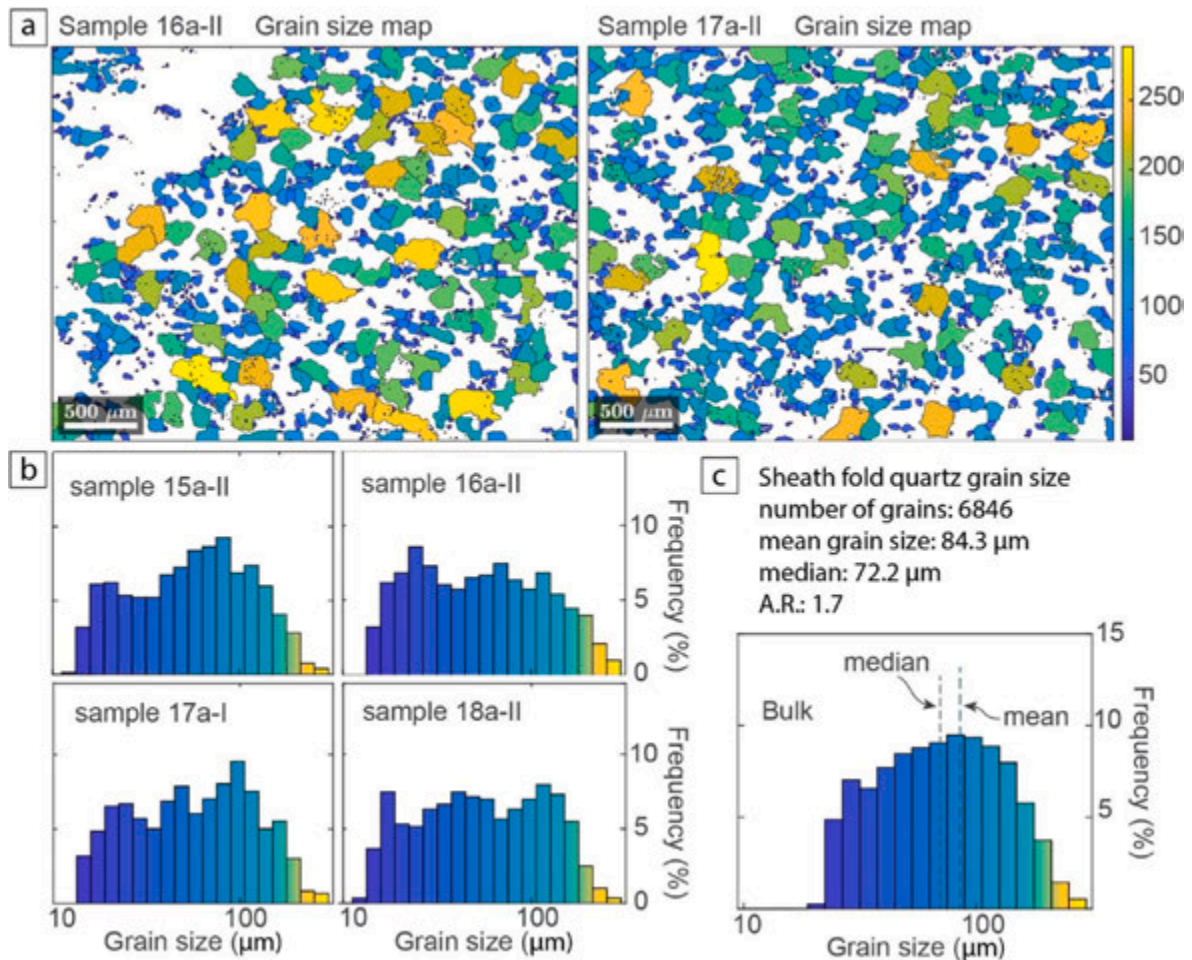 a
Sample 16a-II Grain size map
Sample 17a-II Grain size map
250
200
150
100
50
500 μm
500 μm
b
sample 15a-II
sample 16a-II
Frequency (%)
10
5
0
sample 17a-I
sample 18a-II
Frequency (%)
10
5
0
10
100
10
100
Grain size (μm)
Grain size (μm)
c
Sheath fold quartz grain size
number of grains: 6846
mean grain size: 84.3 μm
median: 72.2 μm
A.R.: 1.7
median
mean
Bulk
15
10
5
Frequency (%)
10
100
Grain size (μm)